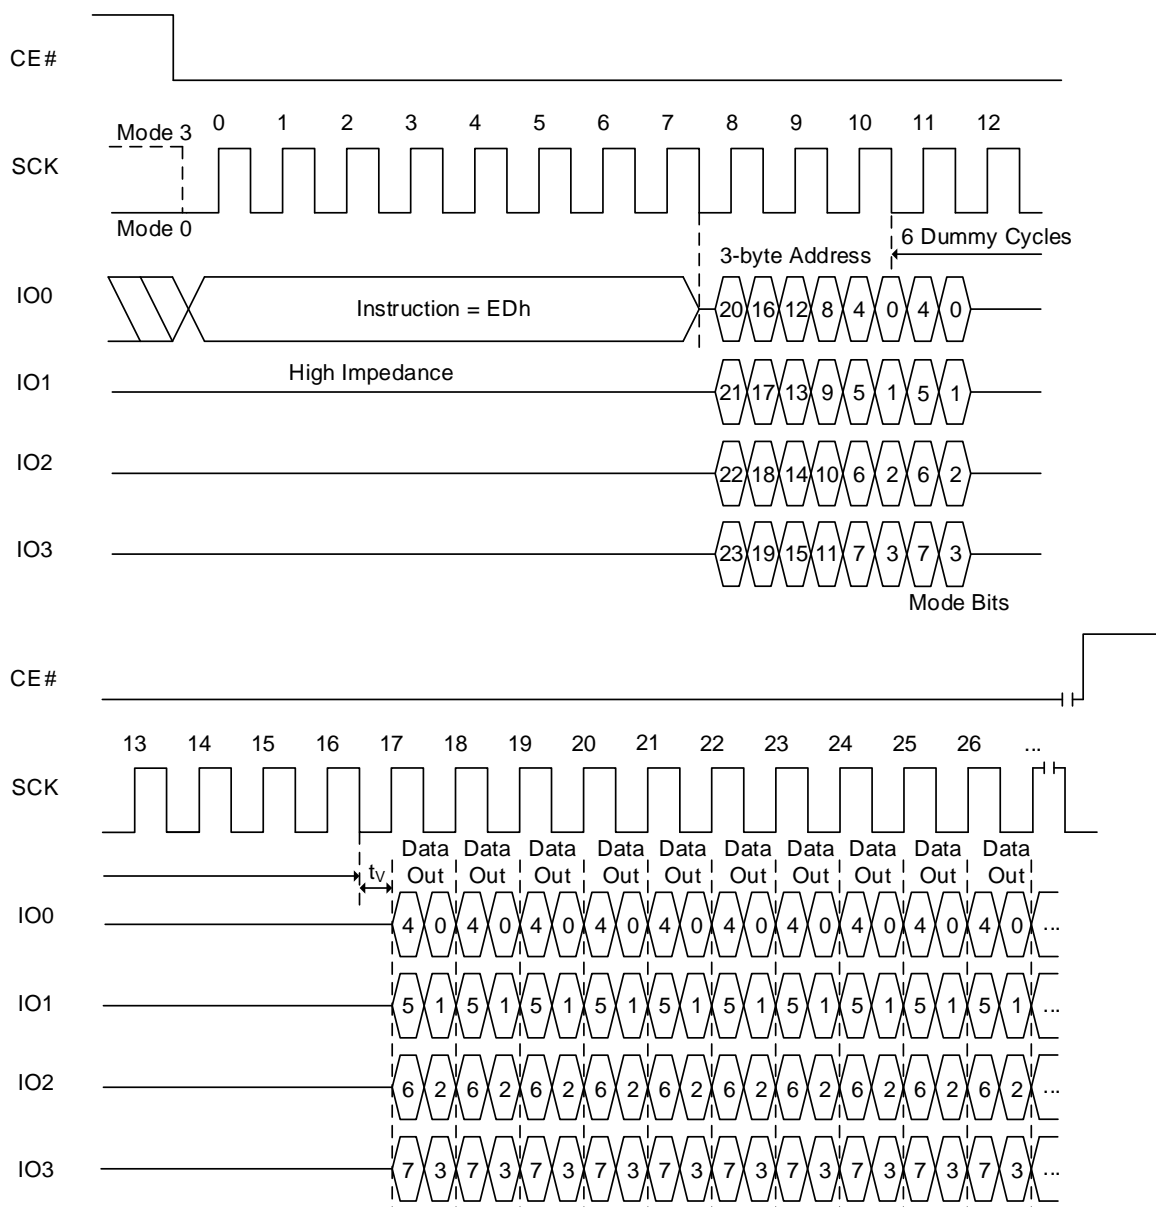 CE#
Mode 3 0 1 2 3 4 5 6 7 8 9 10 11 12
SCK
Mode 0
6 Dummy Cycles
3-byte Address
IO0 Instruction = EDh 20 16 12 8 4 0 4 0
IO1 High Impedance 21 17 13 9 5 1 5 1
IO2 22 18 14 10 6 2 6 2
IO3 23 19 15 11 7 3 7 3
Mode Bits
CE#
13 14 15 16 17 18 19 20 21 22 23 24 25 26 ...
SCK
Data Data Data Data Data Data Data Data Data Data
tV Out Out Out Out Out Out Out Out Out Out
IO0 4 0 4 0 4 0 4 0 4 0 4 0 4 0 4 0 4 0 4 0 ...
IO1 5 1 5 1 5 1 5 1 5 1 5 1 5 1 5 1 5 1 5 1 ...
IO2 6 2 6 2 6 2 6 2 6 2 6 2 6 2 6 2 6 2 6 2 ...
IO3 7 3 7 3 7 3 7 3 7 3 7 3 7 3 7 3 7 3 7 3 ...